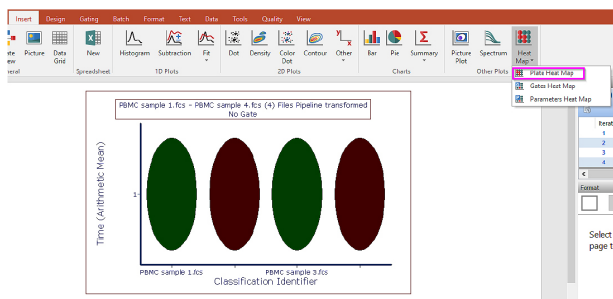 Insert Design Gating Batch Format Text Data Tools Quality View
Picture Data Grid New Histogram Subtraction Fit Dot Density Color Dot Contour Other Bar Pie Summary Picture Plot Spectrum Heat Map
Spreadsheet 1D Plots 2D Plots Charts Other Plots
Plate Heat Map
Gates Heat Map
Parameters Heat Map
PBMC sample 1.fcs - PBMC sample 4.fcs (4) Files Pipeline transformed
No Gate
Time (Arithmetic Mean)
1
PBMC sample 1.fcs PBMC sample 3.fcs
Classification Identifier
Iterat
1
2
3
4
Format
Select
page t